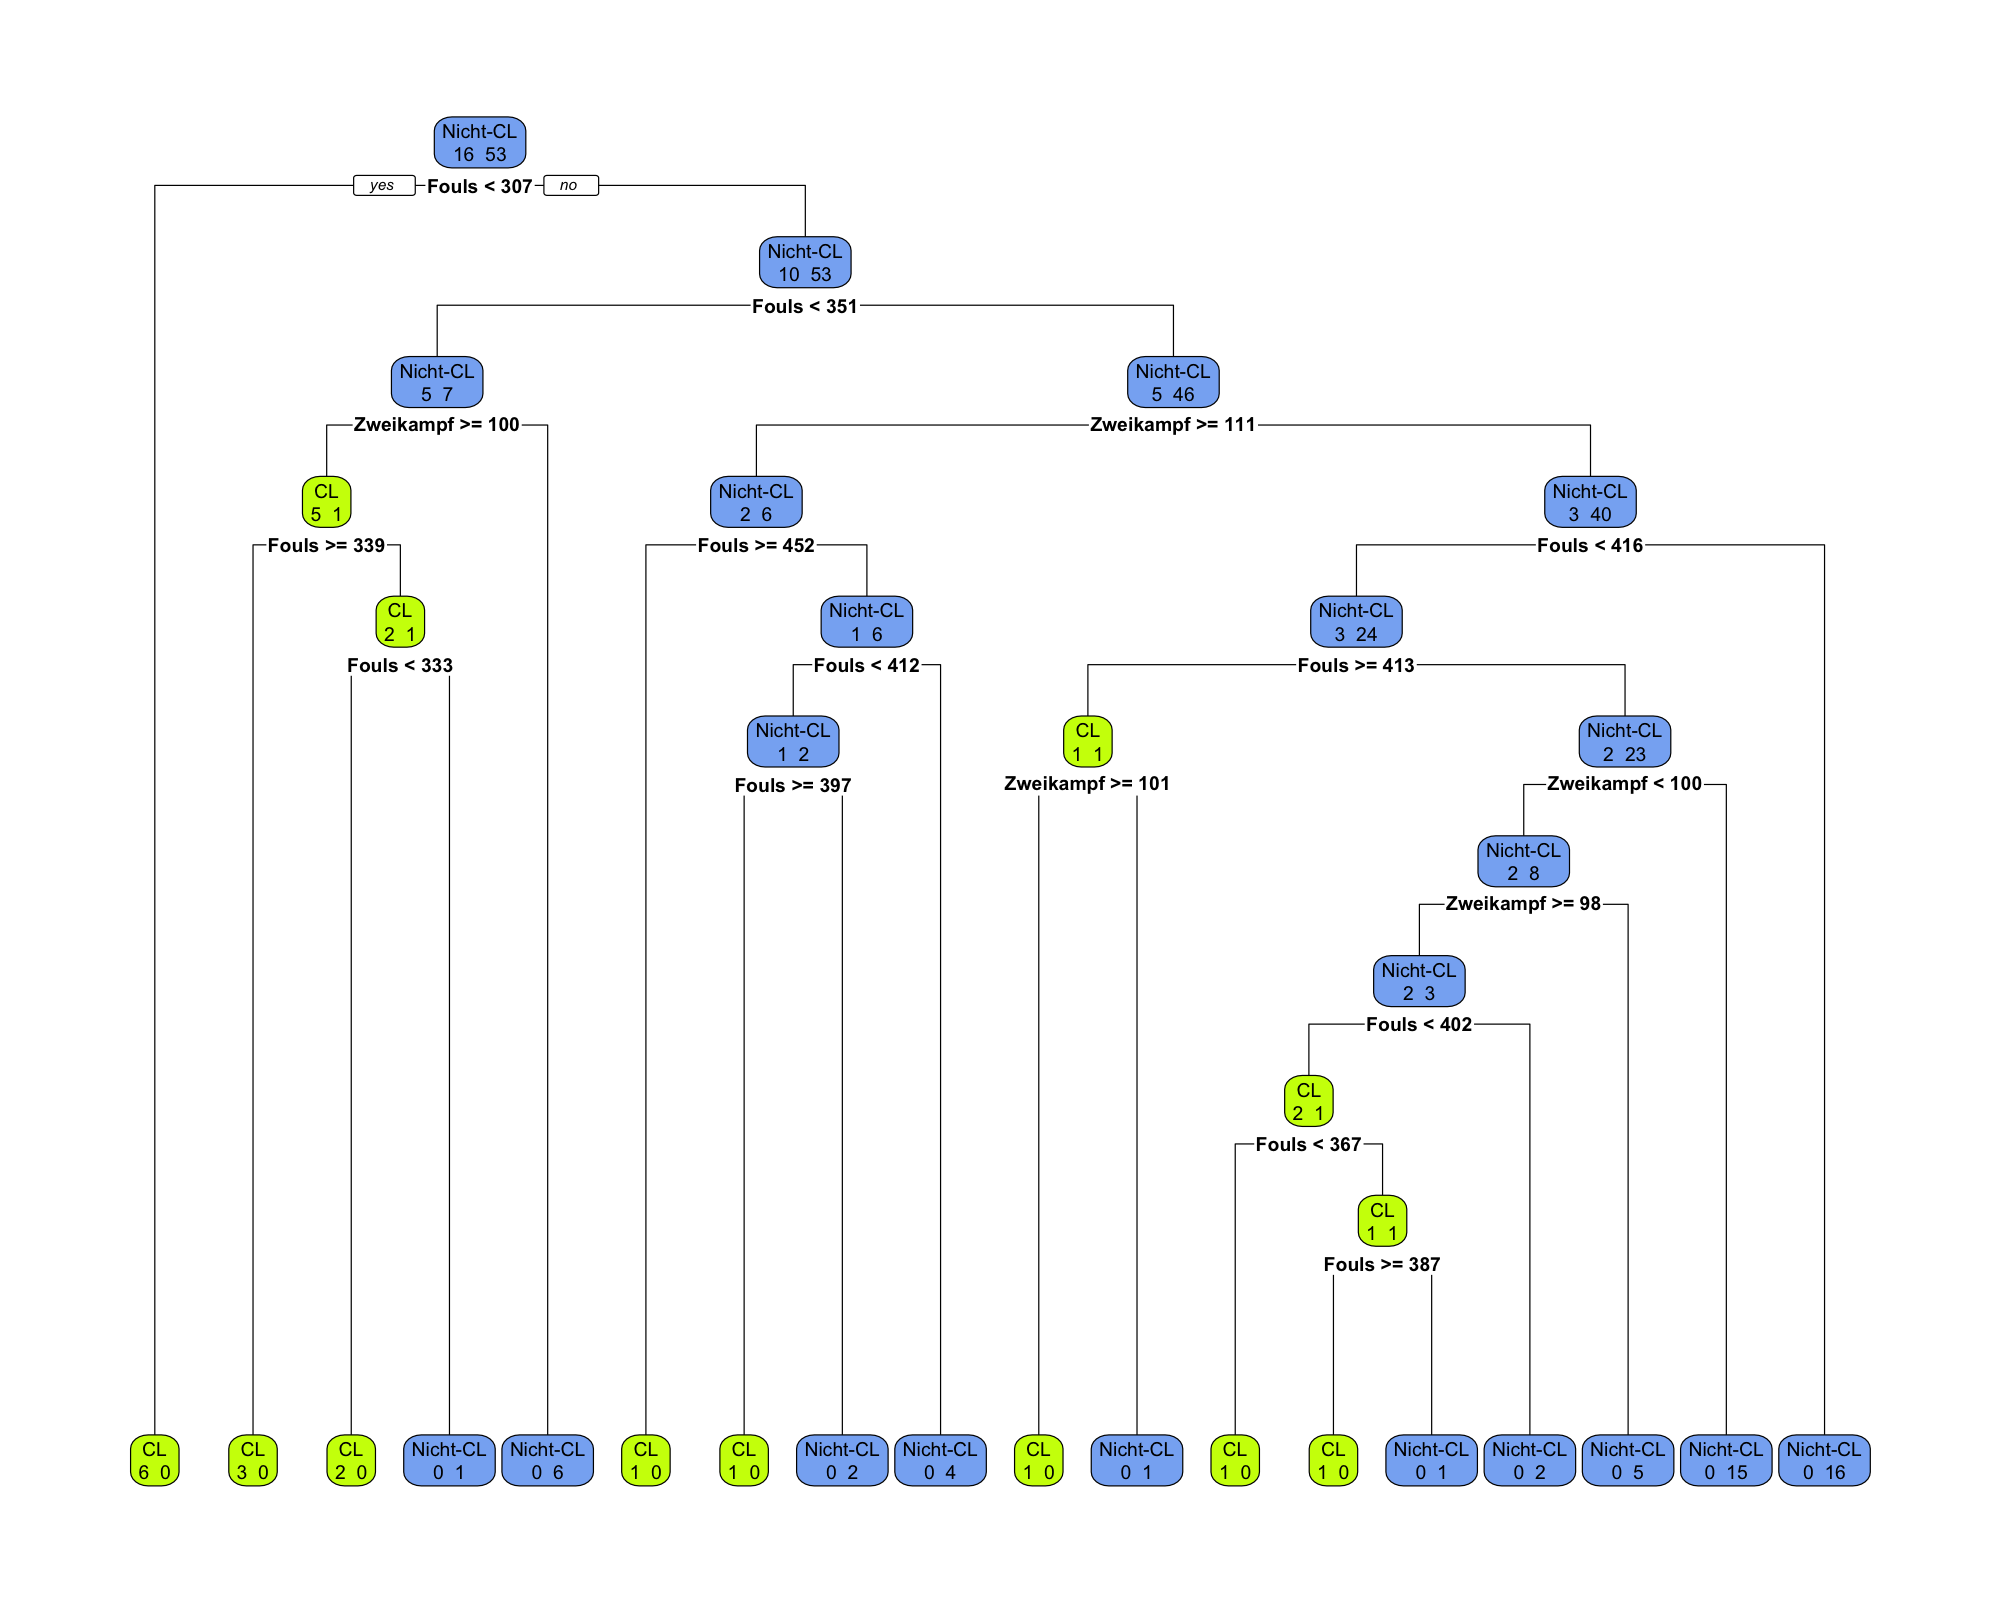 Nicht-CL
16 53
yes
Fouls < 307
no
Nicht-CL
10 53
Fouls < 351
Nicht-CL
5 7
Zweikampf >= 100
Nicht-CL
5 46
Zweikampf >= 111
CL
5 1
Fouls >= 339
Nicht-CL
2 6
Fouls >= 452
Nicht-CL
3 40
Fouls < 416
CL
2 1
Fouls < 333
Nicht-CL
1 6
Fouls < 412
Nicht-CL
3 24
Fouls >= 413
Nicht-CL
1 2
Fouls >= 397
CL
1 1
Zweikampf >= 101
Nicht-CL
2 23
Zweikampf < 100
Nicht-CL
2 8
Zweikampf >= 98
Nicht-CL
2 3
Fouls < 402
CL
2 1
Fouls < 367
CL
1 1
Fouls >= 387
CL
6 0
CL
3 0
CL
2 0
Nicht-CL
0 1
Nicht-CL
0 6
CL
1 0
CL
1 0
Nicht-CL
0 2
Nicht-CL
0 4
CL
1 0
Nicht-CL
0 1
CL
1 0
CL
1 0
Nicht-CL
0 1
Nicht-CL
0 2
Nicht-CL
0 5
Nicht-CL
0 15
Nicht-CL
0 16